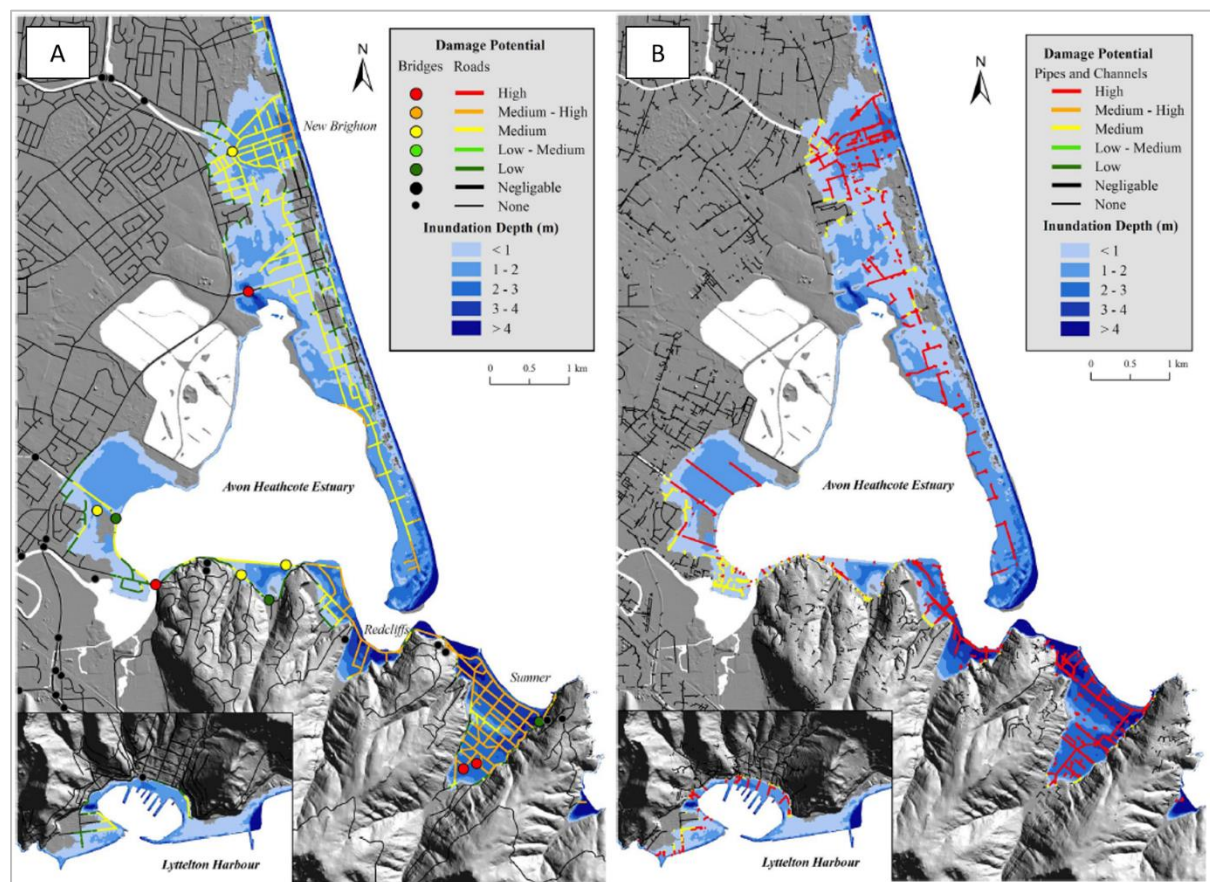 A
N
Damage Potential
Bridges Roads
High
Medium - High
Medium
Low - Medium
Low
Negligable
None
Inundation Depth (m)
< 1
1 - 2
2 - 3
3 - 4
> 4
0 0.5 1 km
New Brighton
Avon Heathcote Estuary
Redcliffs
Sumner
Lyttelton Harbour
B
N
Damage Potential
Pipes and Channels
High
Medium - High
Medium
Low - Medium
Low
Negligable
None
Inundation Depth (m)
< 1
1 - 2
2 - 3
3 - 4
> 4
0 0.5 1 km
Avon Heathcote Estuary
Lyttelton Harbour